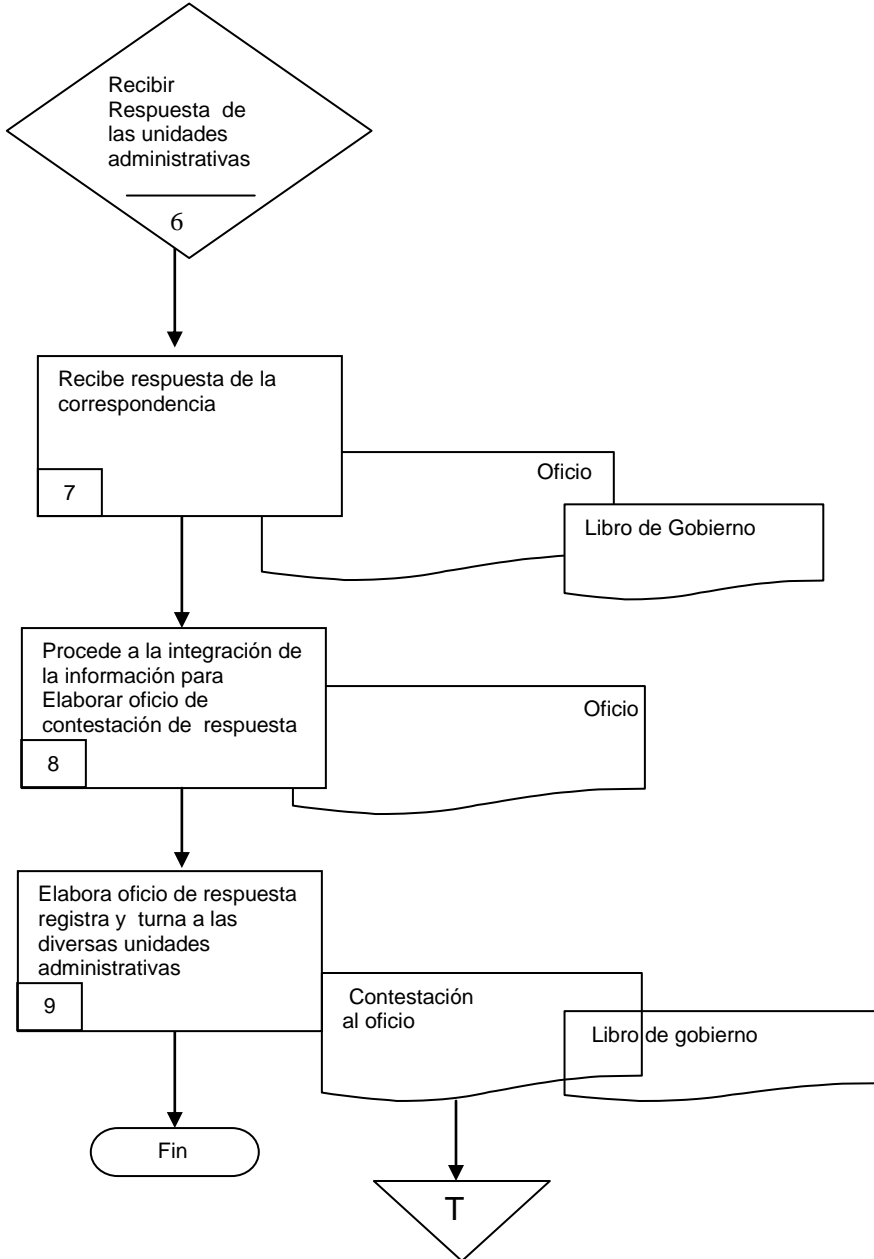 Recibir
Respuesta de
las unidades
administrativas
6
Recibe respuesta de la
correspondencia
7
Oficio
Libro de Gobierno
Procede a la integración de
la información para
Elaborar oficio de
contestación de respuesta
8
Oficio
Elabora oficio de respuesta
registra y turna a las
diversas unidades
administrativas
9
Contestación
al oficio
Libro de gobierno
Fin
T